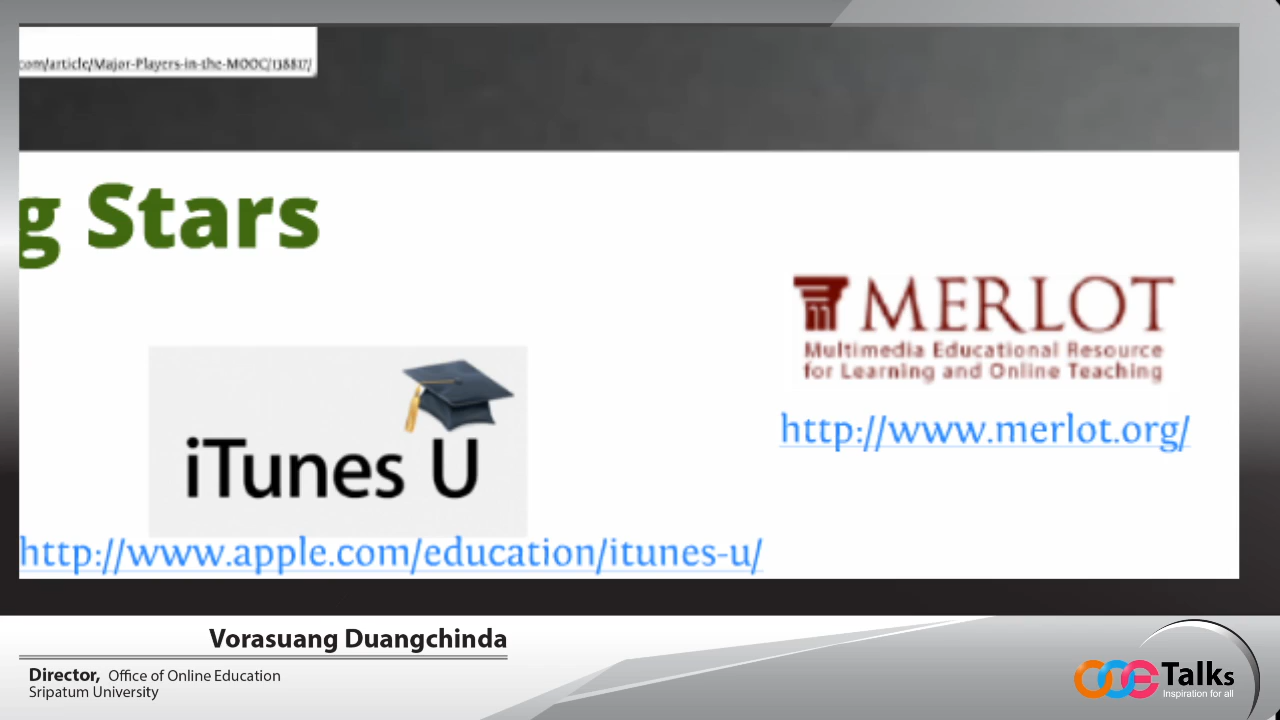 com/article/Major-Players-in-the-MOOC/138817/
g Stars
MERLOT
Multimedia Educational Resource
for Learning and Online Teaching
http://www.merlot.org/
iTunes U
http://www.apple.com/education/itunes-u/
Vorasuang Duangchinda
Director, Office of Online Education
Sripatum University
OOE Talks
Inspiration for all